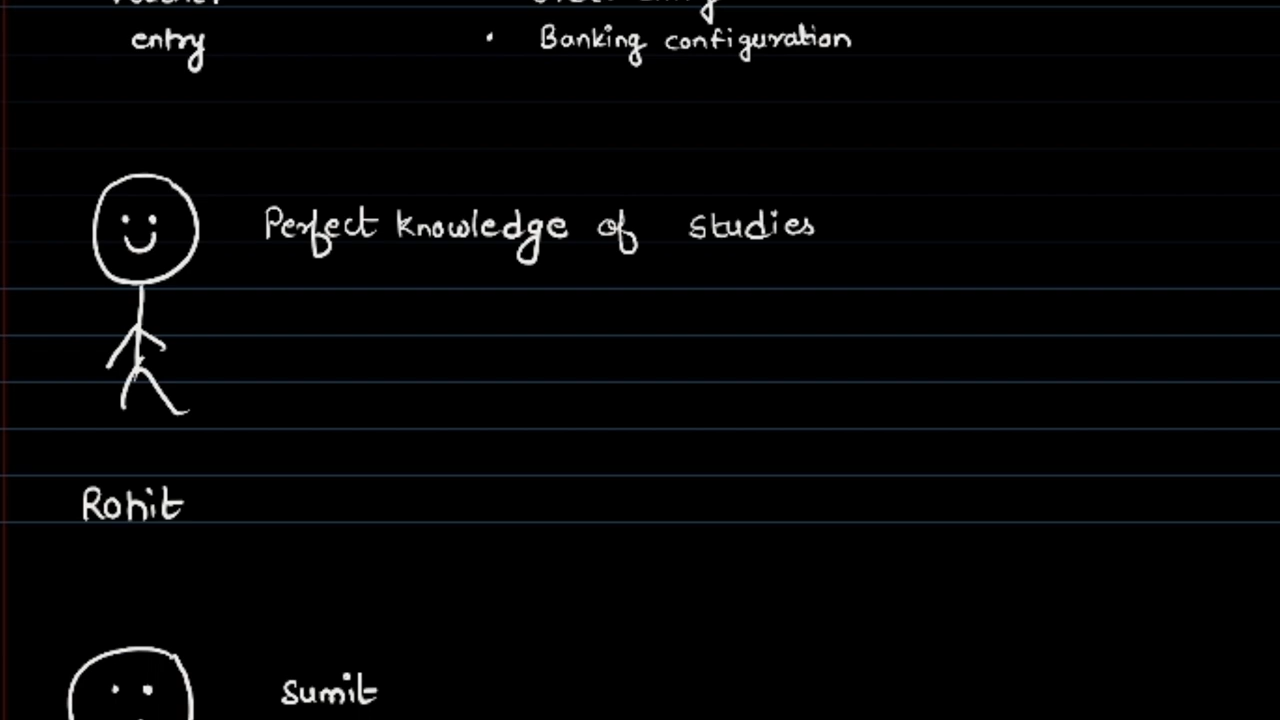 entry
• Banking configuration
Perfect knowledge of studies
Rohit
Sumit